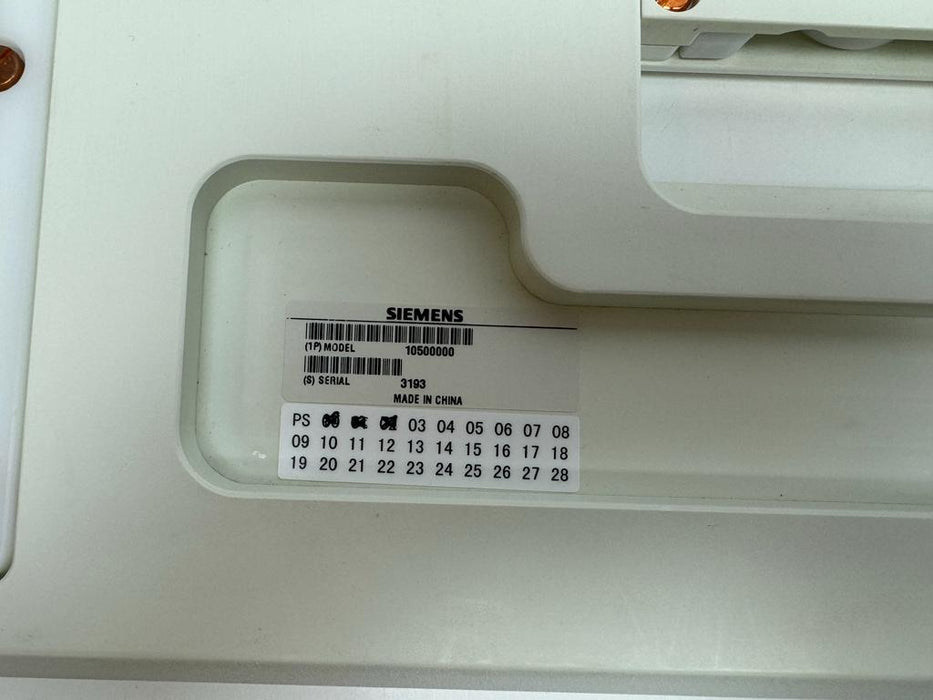 SIEMENS
(1P) MODEL 10500000
(S) SERIAL 3193
MADE IN CHINA
PS 03 04 05 06 07 08
09 10 11 12 13 14 15 16 17 18
19 20 21 22 23 24 25 26 27 28